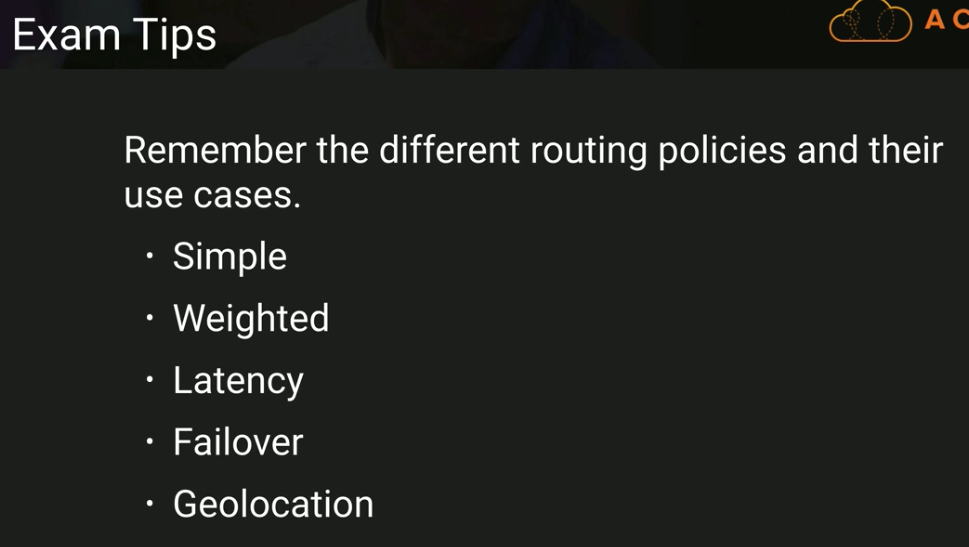 Exam Tips
A C
Remember the different routing policies and their
use cases.
• Simple
• Weighted
• Latency
• Failover
• Geolocation